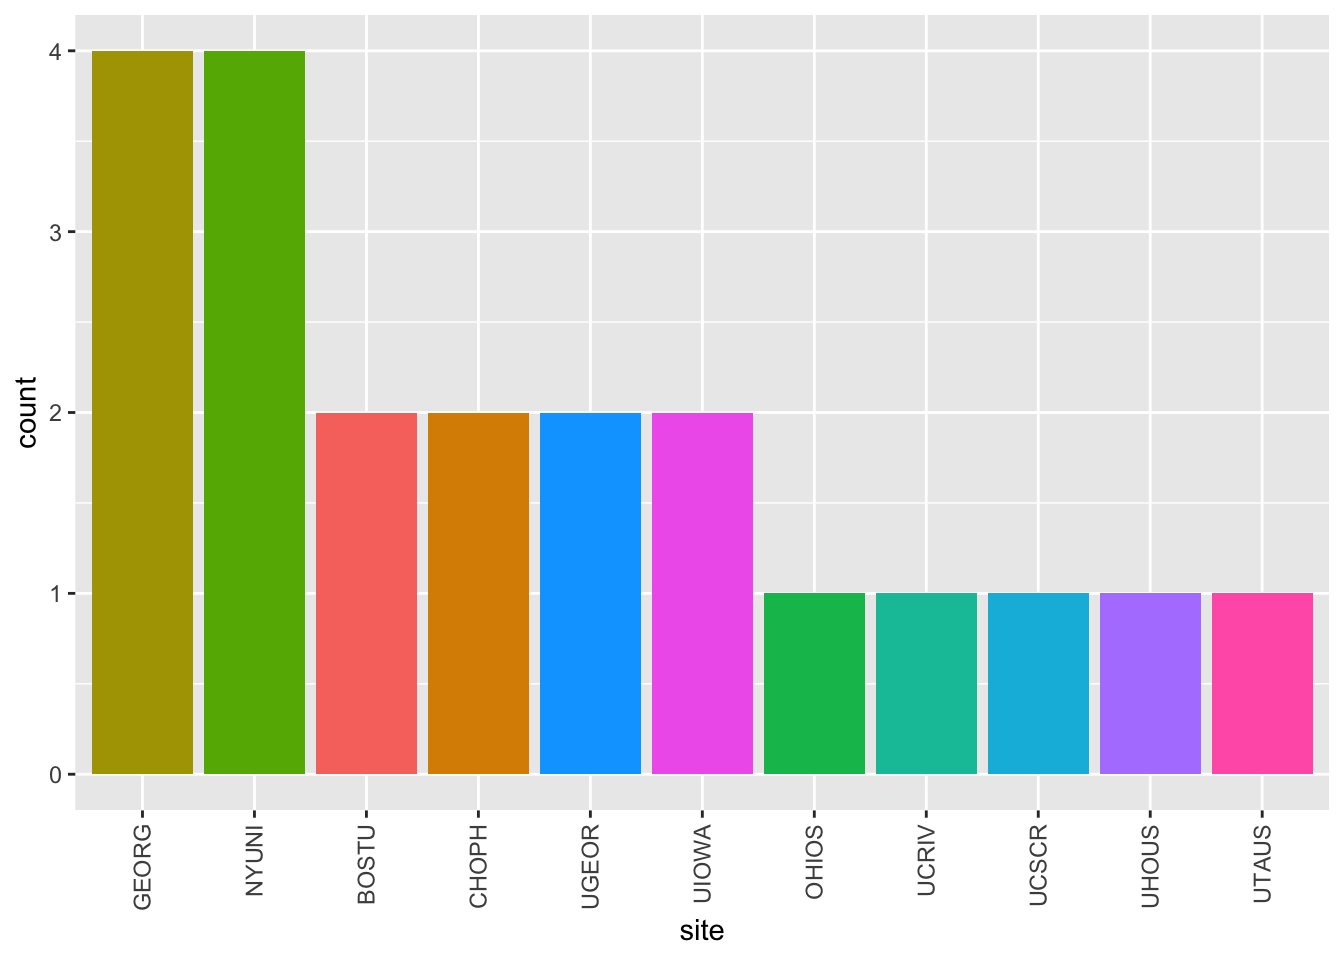 4
3
2
1
0
count
GEORG
NYUNI
BOSTU
CHOPH
UGEOR
UIOWA
OHIOS
UCRIV
UCSCR
UHOUS
UTAUS
site